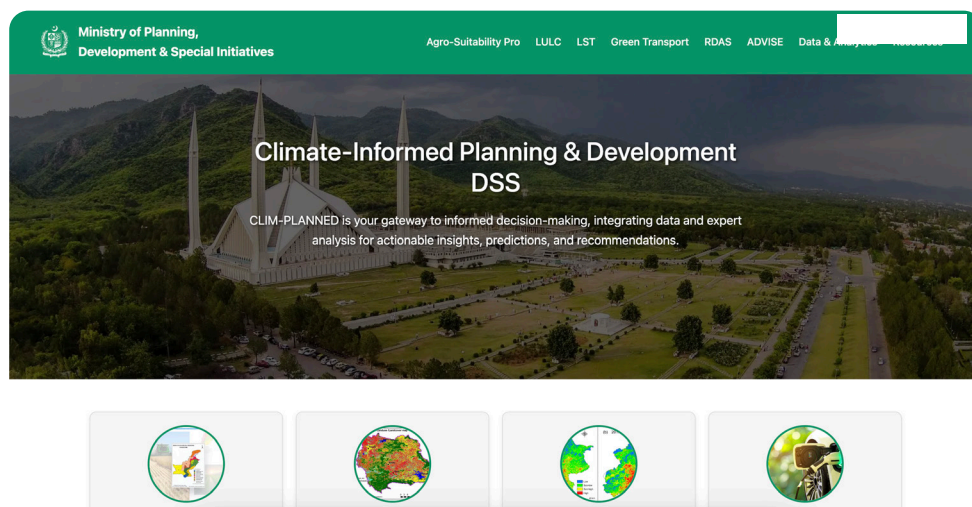 Ministry of Planning,
Development & Special Initiatives
Agro-Suitability Pro LULC LST Green Transport RDAS ADVISE Data &
Climate-Informed Planning & Development
DSS
CLIM-PLANNED is your gateway to informed decision-making, integrating data and expert
analysis for actionable insights, predictions, and recommendations.